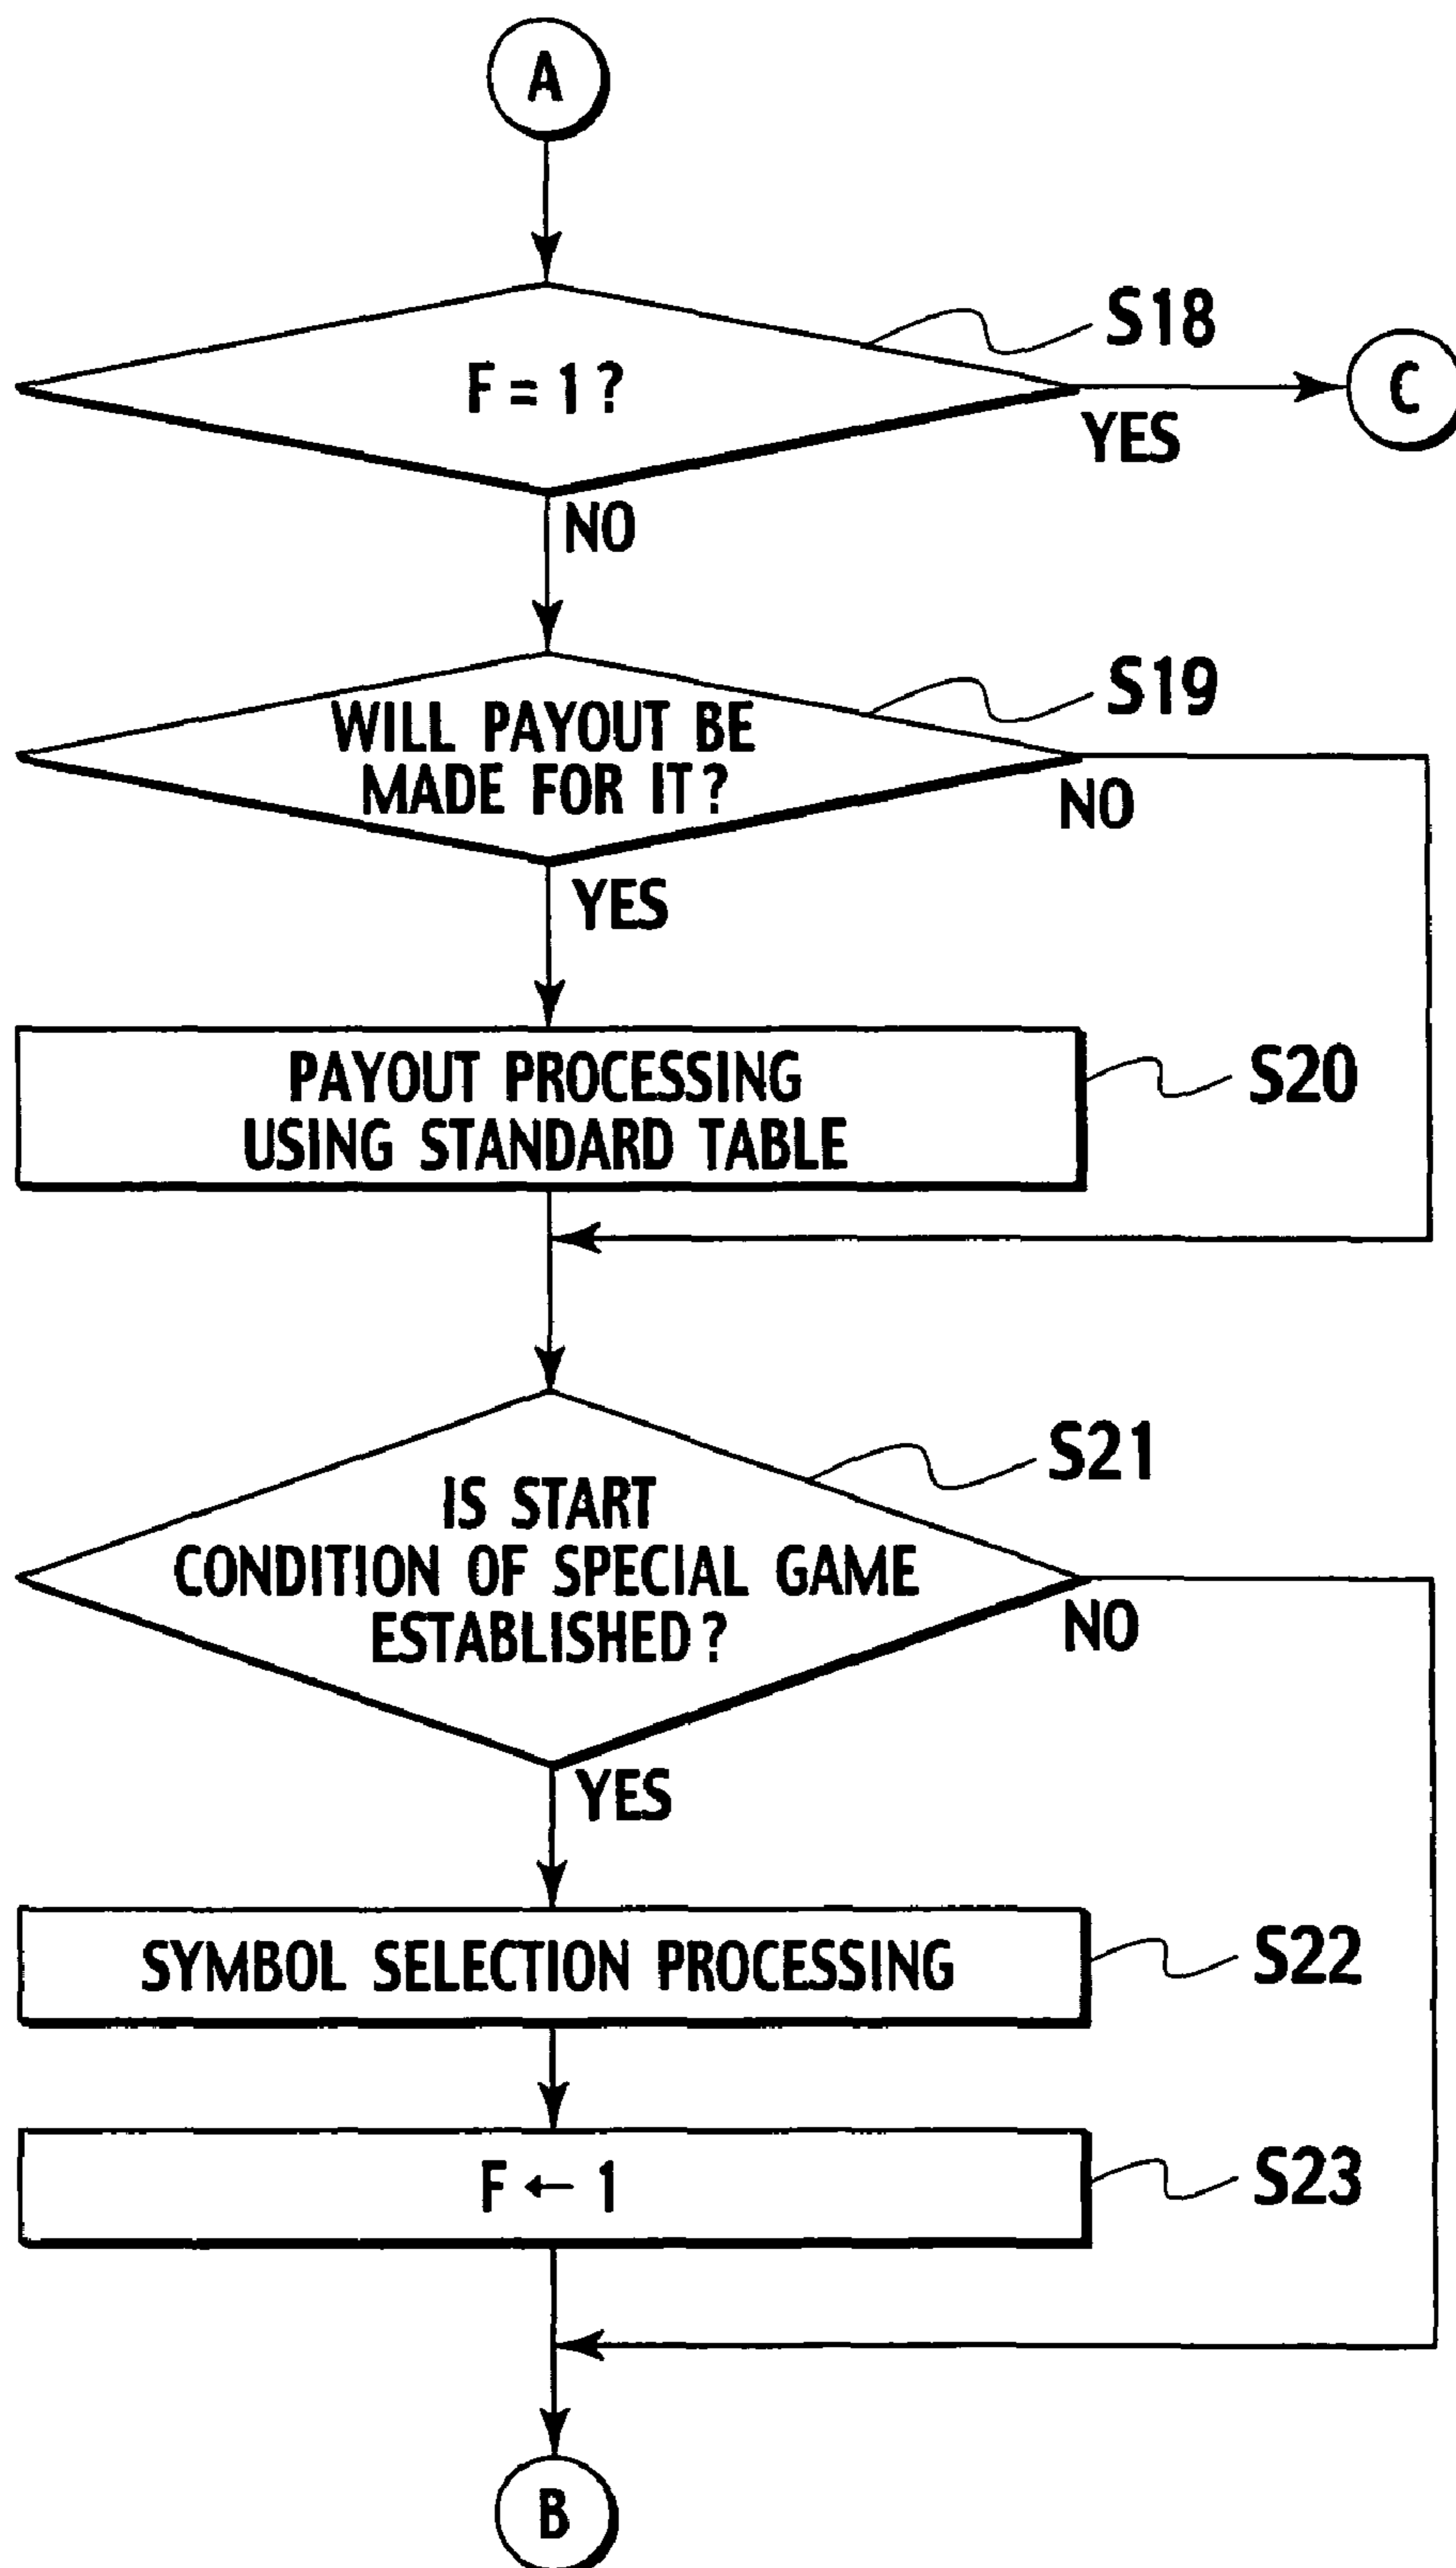 A
S18
F = 1 ?
C
YES
NO
S19
WILL PAYOUT BE
MADE FOR IT ?
NO
YES
PAYOUT PROCESSING
USING STANDARD TABLE
S20
S21
IS START
CONDITION OF SPECIAL GAME
ESTABLISHED ?
NO
YES
SYMBOL SELECTION PROCESSING
S22
F ← 1
S23
B